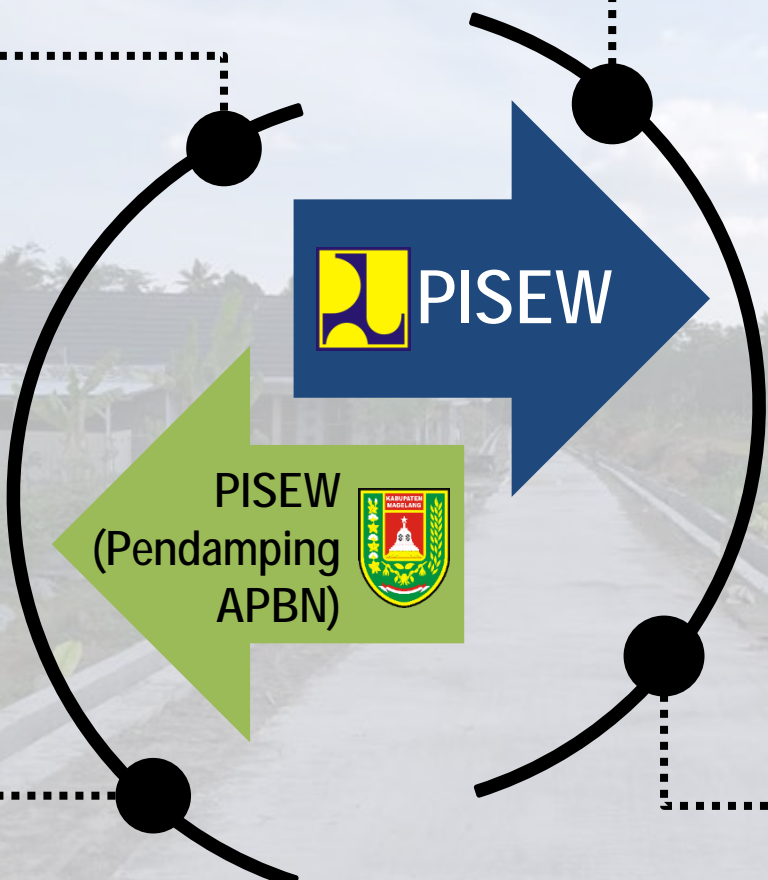 PISEW
PISEW
(Pendamping
APBN)
KABUPATEN
MAGELANG